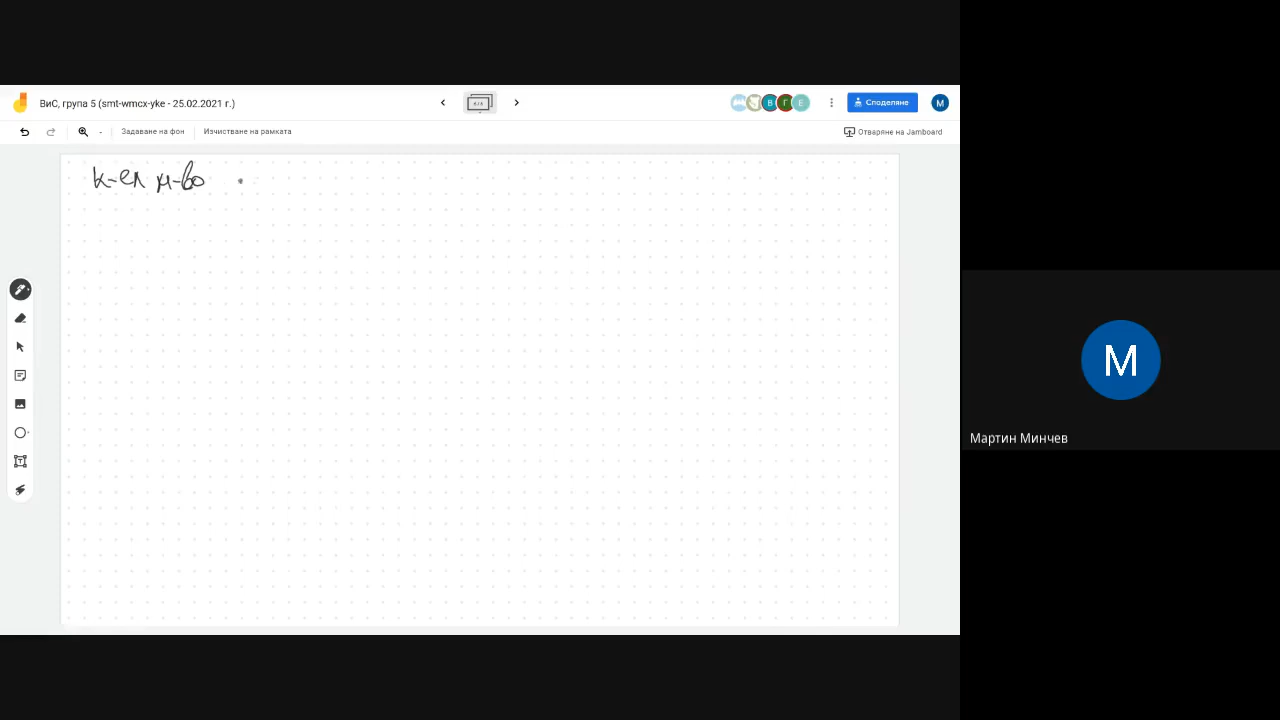 ВиС, група 5 (smt-wmcx-yke - 25.02.2021 г.)
Споделяне
M
В Г E
Задаване на фон
Изчистване на рамката
Отваряне на Jamboard
к-ел м-во
M
Мартин Минчев